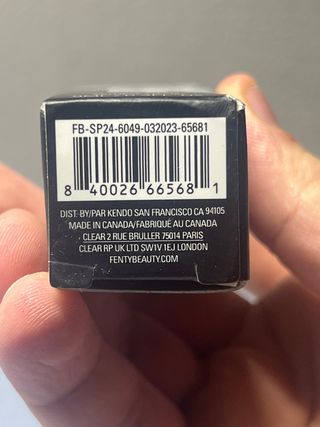 FB-SP24-6049-032023-65681
8 40026 66568 1
DIST. BY/PAR KENDO SAN FRANCISCO CA 94105
MADE IN CANADA/FABRIQUÉ AU CANADA
CLEAR 2 RUE BRULLER 75014 PARIS
CLEAR RP UK LTD SW1V 1EJ LONDON
FENTYBEAUTY.COM